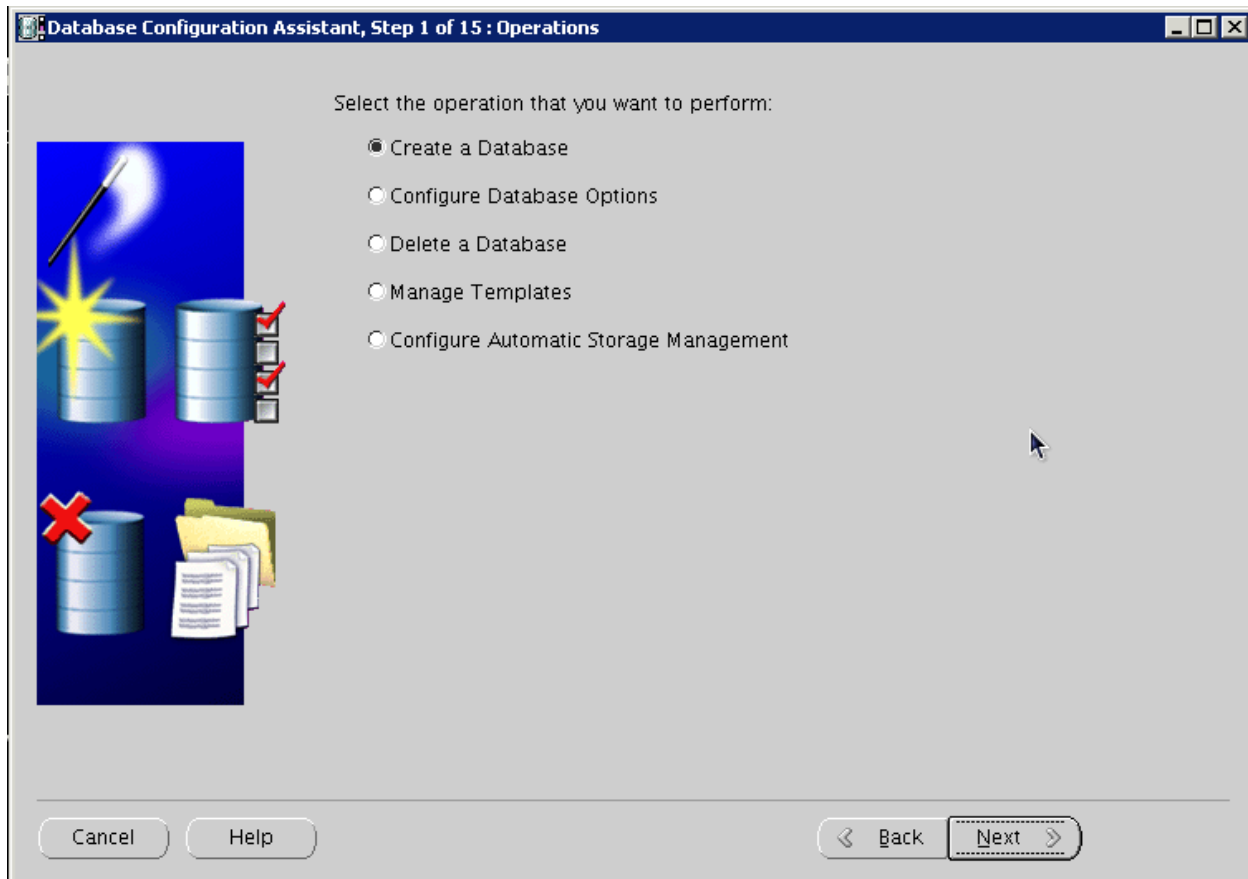 Database Configuration Assistant, Step 1 of 15 : Operations
Select the operation that you want to perform:
Create a Database
Configure Database Options
Delete a Database
Manage Templates
Configure Automatic Storage Management
Cancel
Help
Back
Next